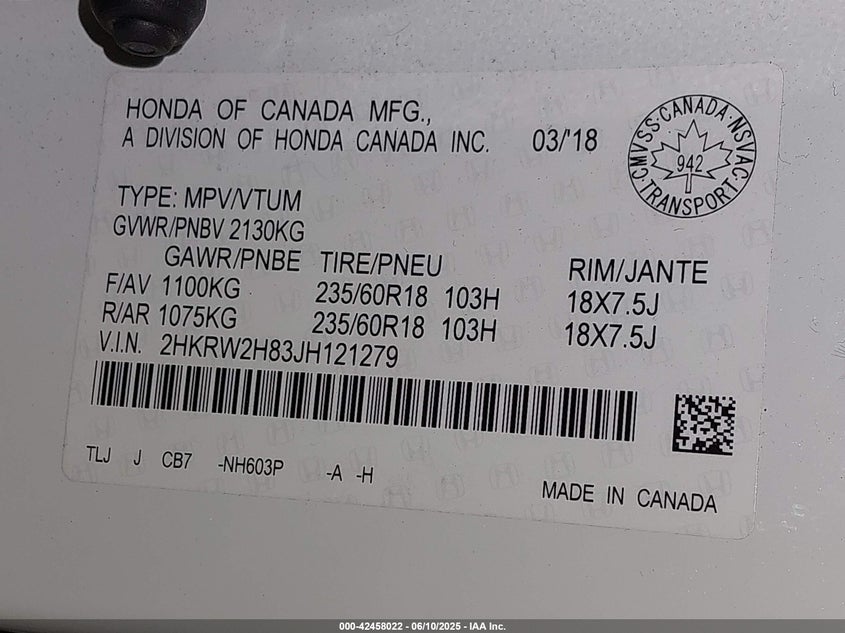 HONDA OF CANADA MFG.,
A DIVISION OF HONDA CANADA INC. 03/'18
CMVSS·CANADA·NSVAC·TRANSPORT·
942
TYPE: MPV/VTUM
GVWR/PNBV 2130KG
GAWR/PNBE TIRE/PNEU RIM/JANTE
F/AV 1100KG 235/60R18 103H 18X7.5J
R/AR 1075KG 235/60R18 103H 18X7.5J
V.I.N. 2HKRW2H83JH121279
TLJ J CB7 -NH603P -A -H
MADE IN CANADA
000-42458022 - 06/10/2025 - IAA Inc.